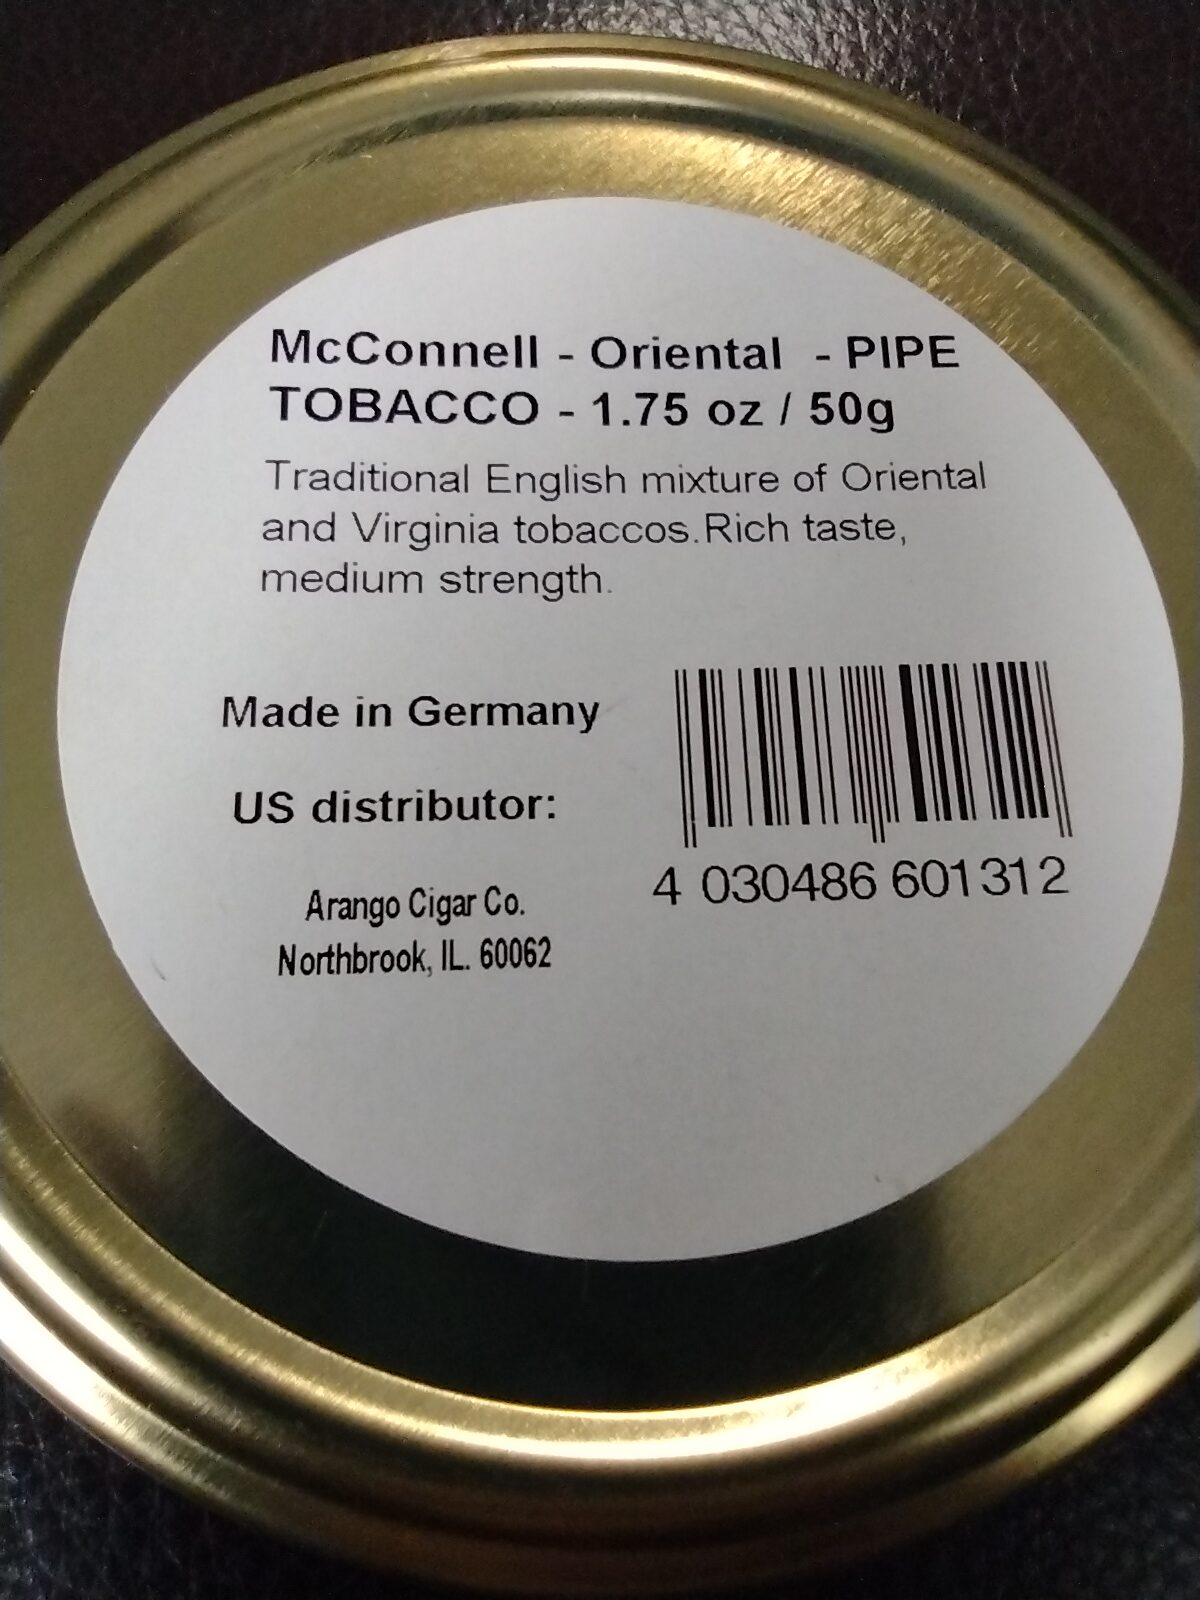 McConnell - Oriental - PIPE
TOBACCO - 1.75 oz / 50g
Traditional English mixture of Oriental
and Virginia tobaccos.Rich taste,
medium strength.
Made in Germany
US distributor:
Arango Cigar Co.
Northbrook, IL. 60062
4 030486 601312